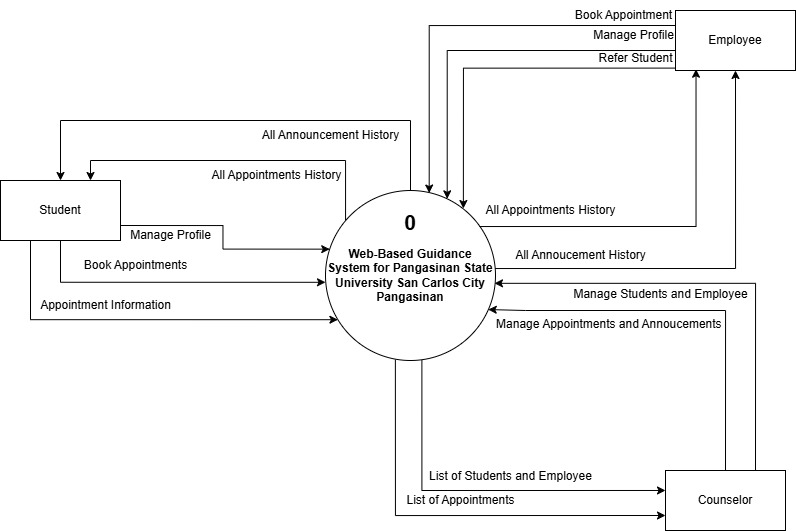 Book Appointment
Manage Profile
Employee
Refer Student
All Announcement History
All Appointments History
Student
All Appointments History
0
Manage Profile
Web-Based Guidance
System for Pangasinan State
University San Carlos City
Pangasinan
All Annoucement History
Book Appointments
Manage Students and Employee
Appointment Information
Manage Appointments and Annoucements
List of Students and Employee
List of Appointments
Counselor